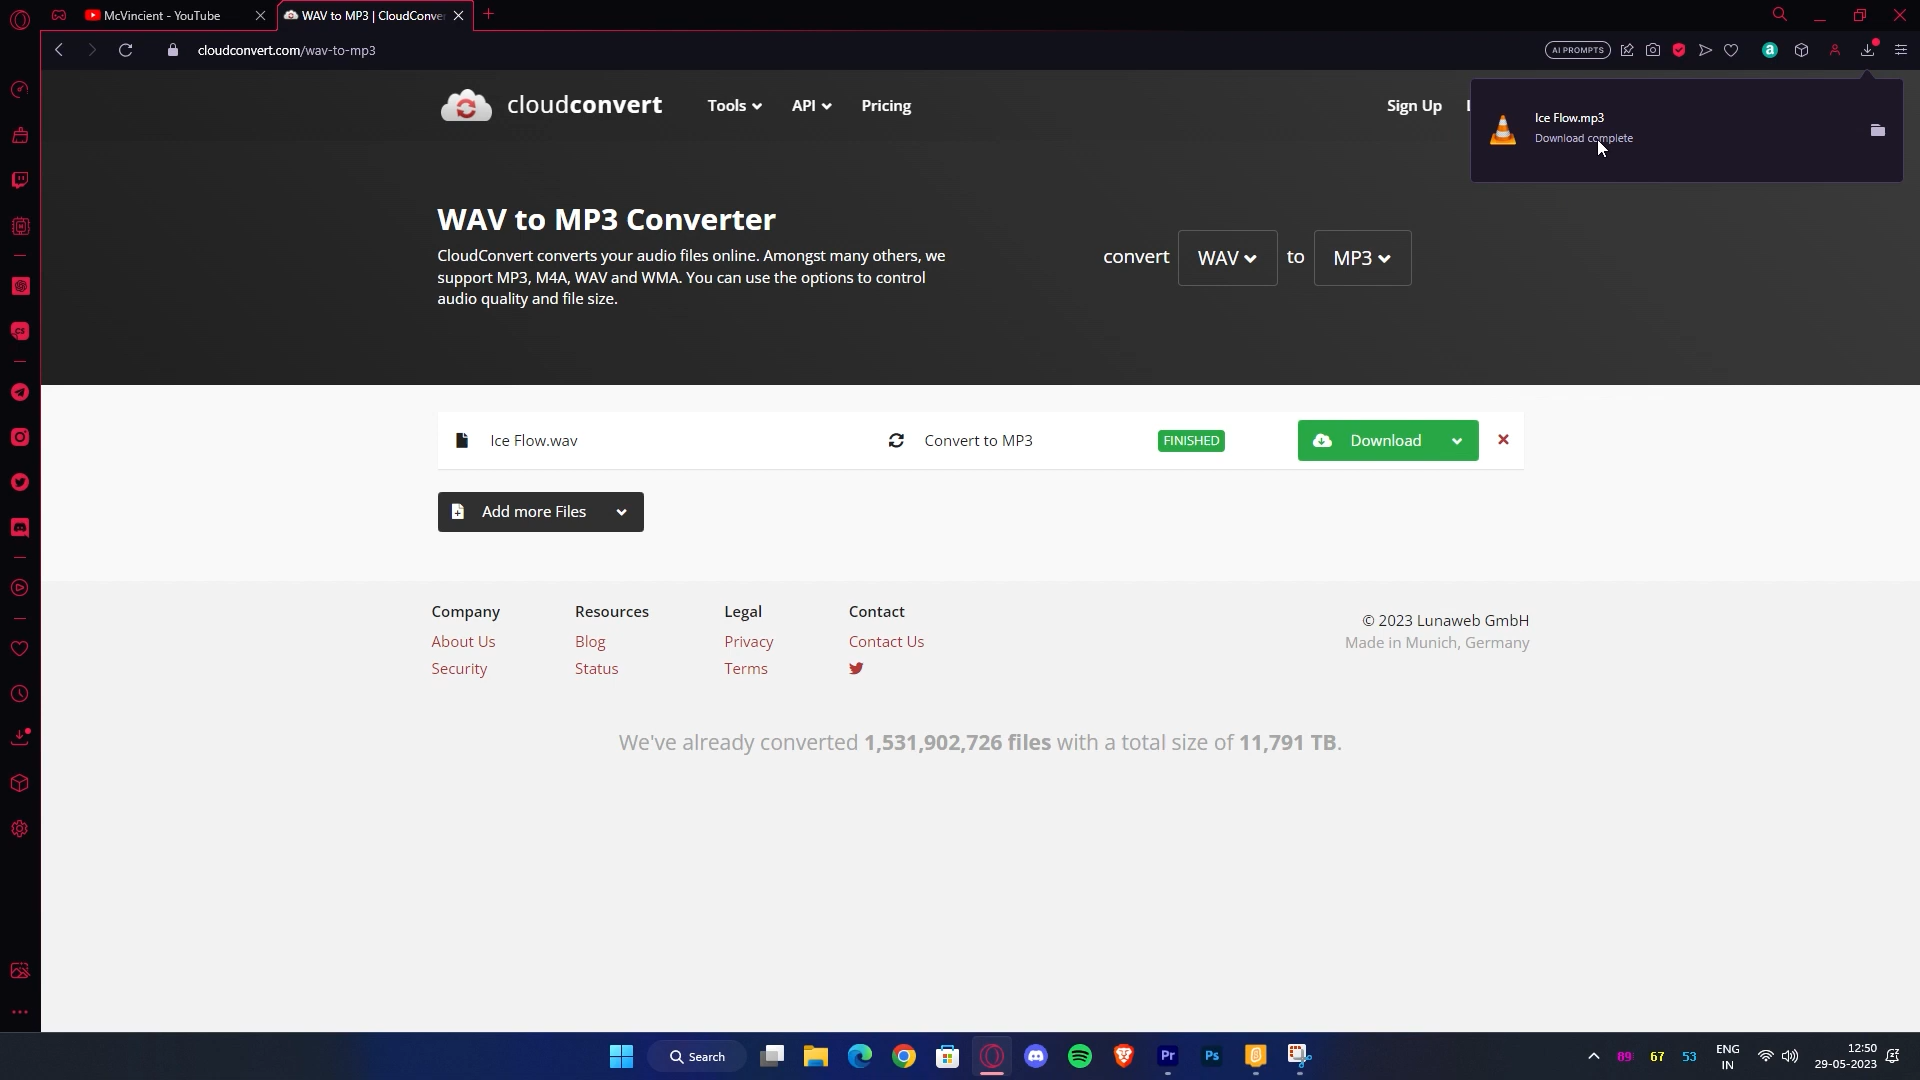 McVincient - YouTube
WAV to MP3 | CloudConve
cloudconvert.com/wav-to-mp3
AI PROMPTS
cloudconvert
Tools
API
Pricing
Sign Up
Ice Flow.mp3
Download complete
WAV to MP3 Converter
CloudConvert converts your audio files online. Amongst many others, we
support MP3, M4A, WAV and WMA. You can use the options to control
audio quality and file size.
convert WAV to MP3
Ice Flow.wav
Convert to MP3
FINISHED
Download
Add more Files
Company
About Us
Security
Resources
Blog
Status
Legal
Privacy
Terms
Contact
Contact Us
© 2023 Lunaweb GmbH
Made in Munich, Germany
We've already converted 1,531,902,726 files with a total size of 11,791 TB.
Search
Pr
Ps
89 67 53
ENG
IN
12:50
29-05-2023